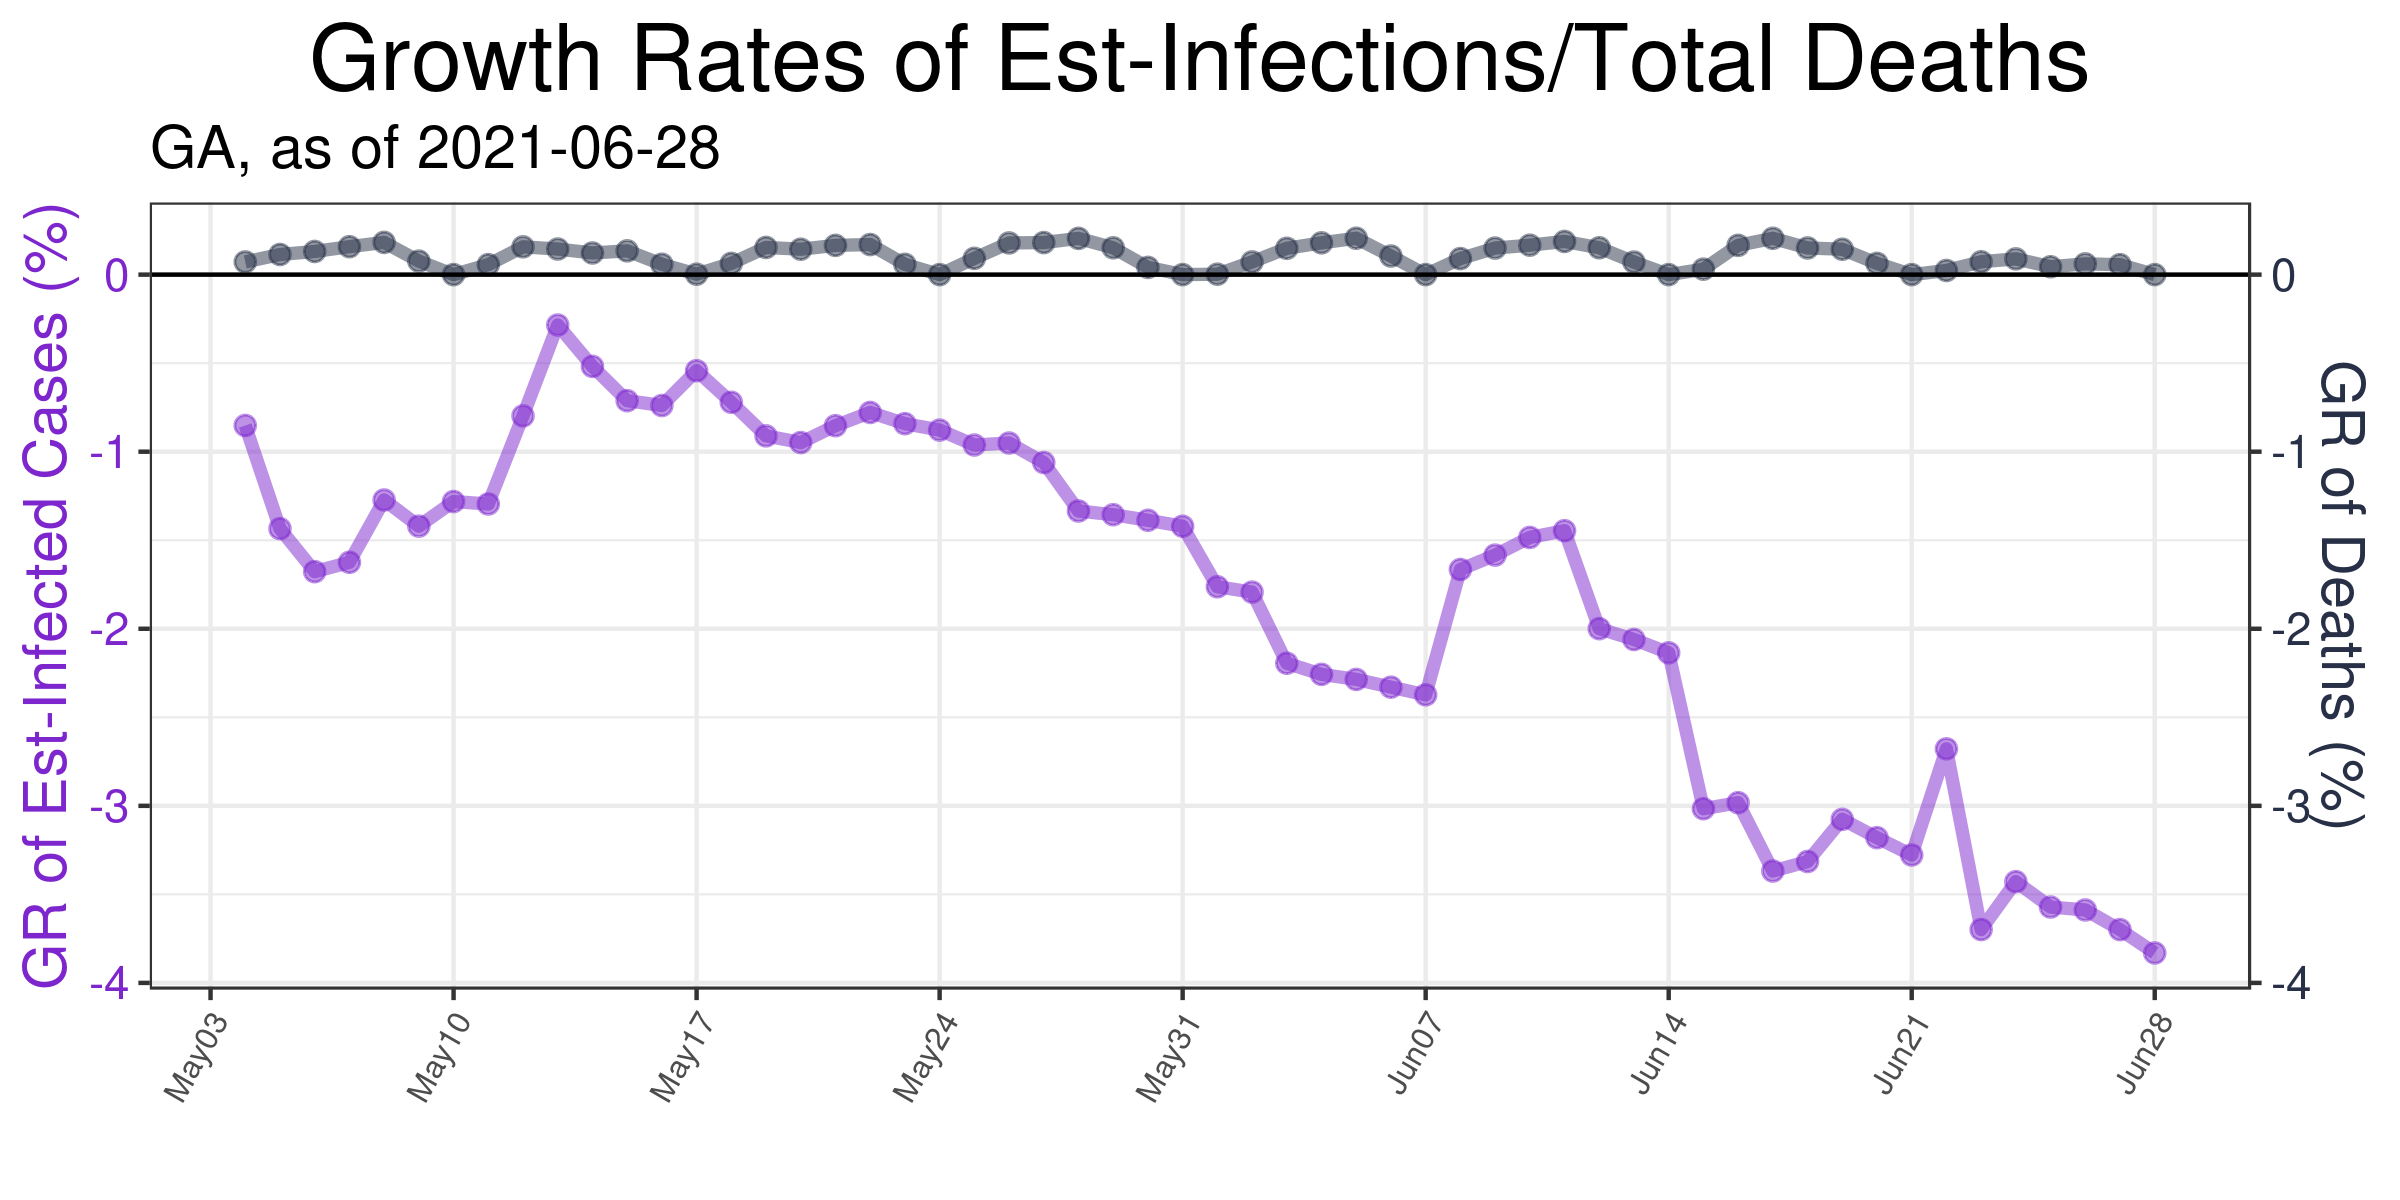 Growth Rates of Est-Infections/Total Deaths
GA, as of 2021-06-28
GR of Est-Infected Cases (%)
0
-1
-2
-3
-4
0
-1
-2
-3
-4
GR of Deaths (%)
May03
May10
May17
May24
May31
Jun07
Jun14
Jun21
Jun28